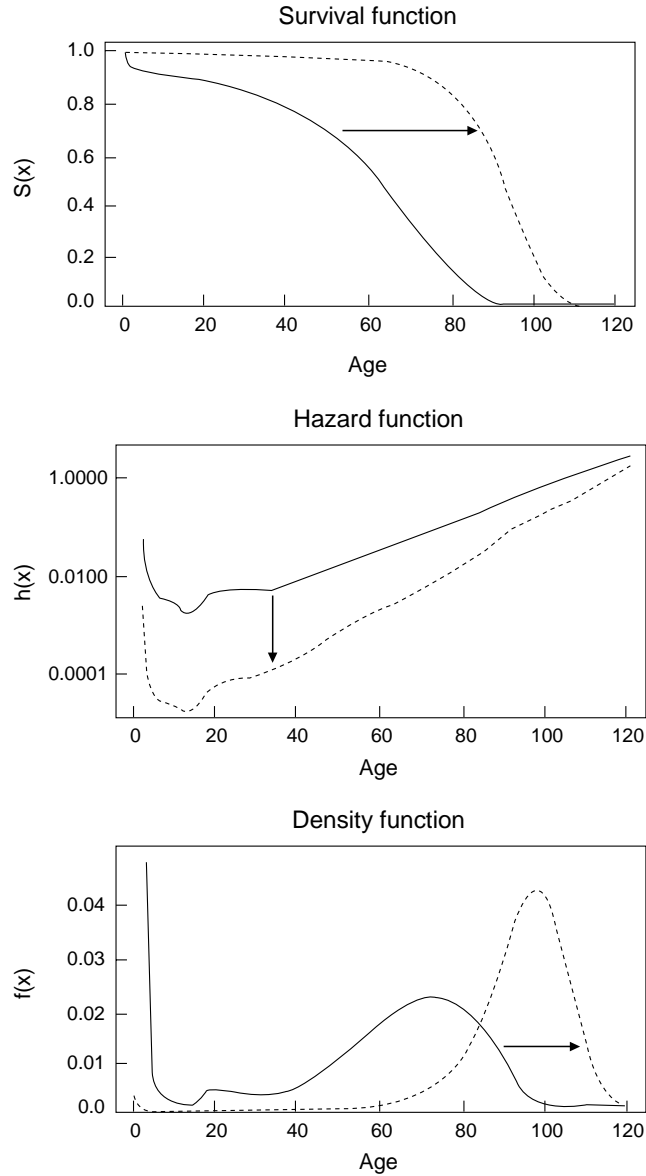 Survival function
1.0
0.8
0.6
0.4
0.2
0.0
S(x)
0 20 40 60 80 100 120
Age
Hazard function
1.0000
0.0100
0.0001
h(x)
0 20 40 60 80 100 120
Age
Density function
0.04
0.03
0.02
0.01
0.0
f(x)
0 20 40 60 80 100 120
Age